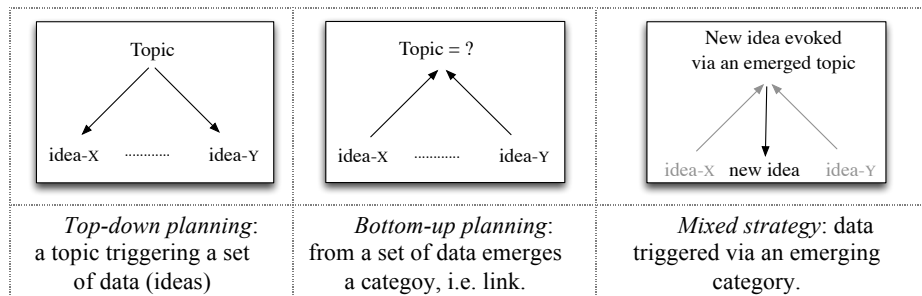 Topic
idea-X ............ idea-Y
Topic = ?
idea-X ............ idea-Y
New idea evoked
via an emerged topic
idea-X new idea idea-Y
Top-down planning:
a topic triggering a set
of data (ideas)
Bottom-up planning:
from a set of data emerges
a categoy, i.e. link.
Mixed strategy: data
triggered via an emerging
category.